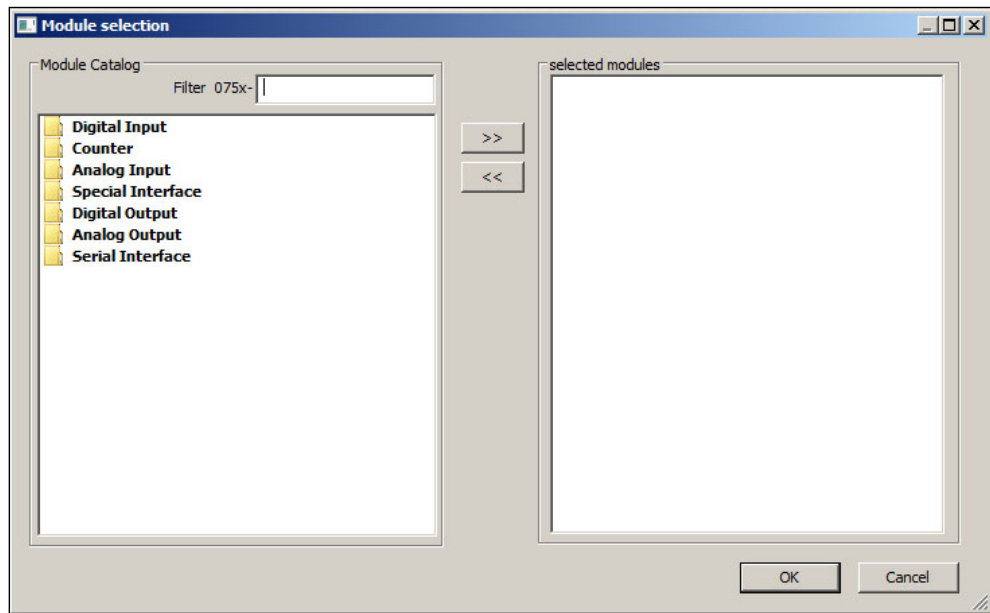 Module selection
Module Catalog
Filter 075x-
Digital Input
Counter
Analog Input
Special Interface
Digital Output
Analog Output
Serial Interface
>>
<<
selected modules
OK
Cancel